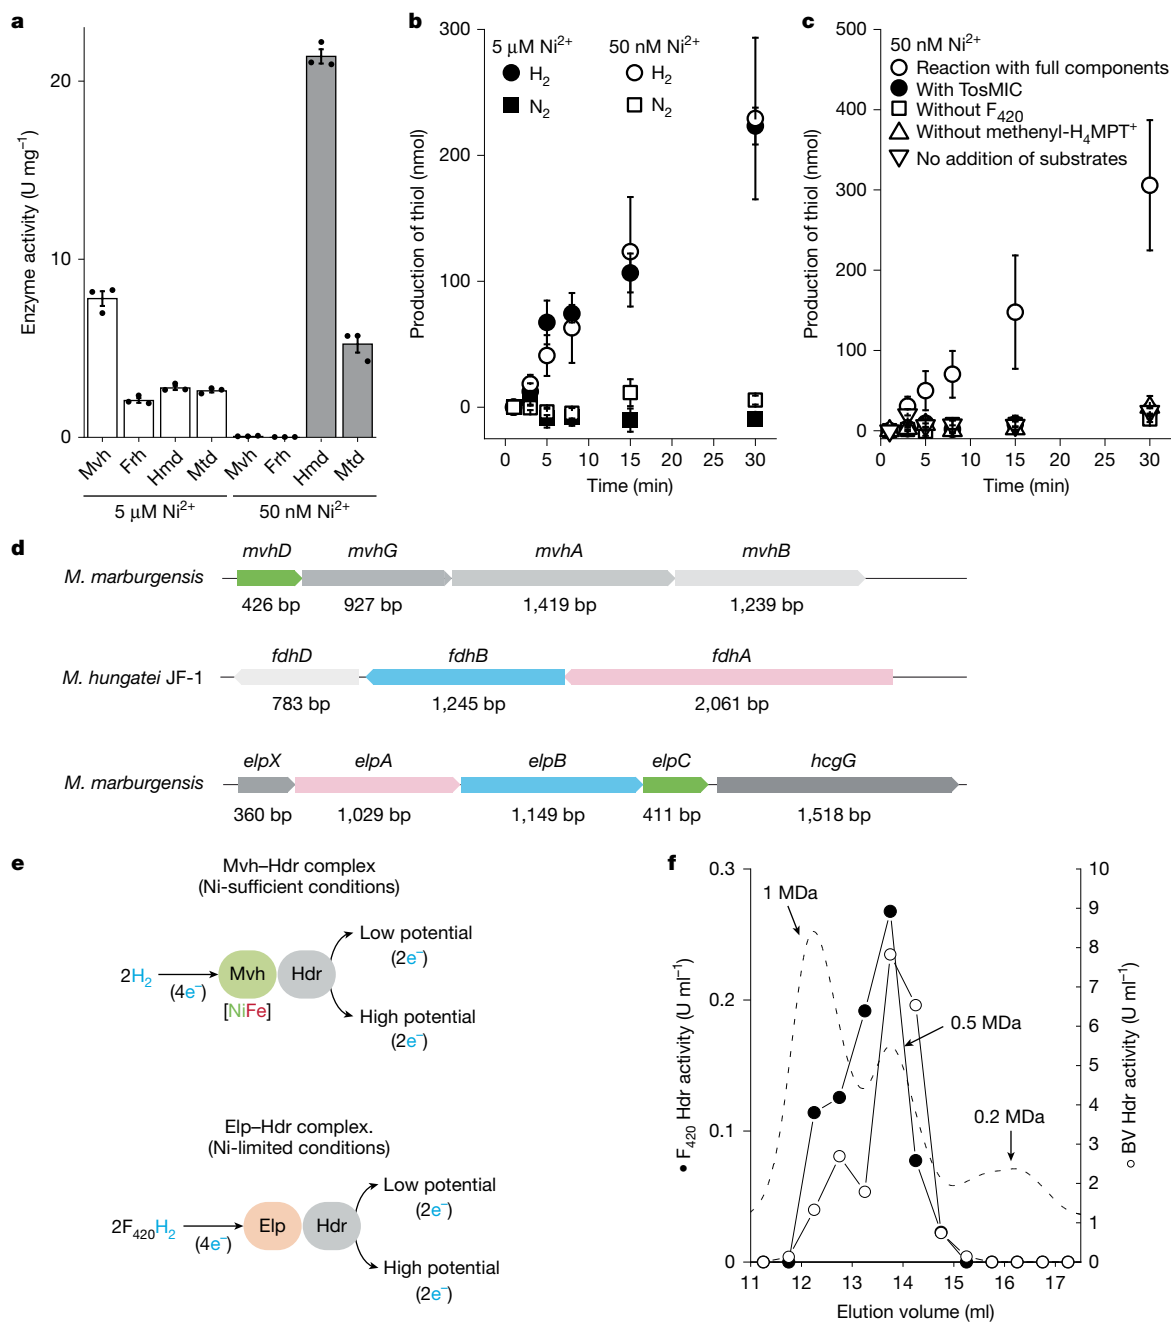 a
Enzyme activity (U mg⁻¹)
20
10
0
Mvh
Frh
Hmd
Mtd
Mvh
Frh
Hmd
Mtd
5 μM Ni²⁺
50 nM Ni²⁺
b
Production of thiol (nmol)
300
200
100
0
5 μM Ni²⁺
50 nM Ni²⁺
H₂
H₂
N₂
N₂
0 5 10 15 20 25 30
Time (min)
c
Production of thiol (nmol)
500
400
300
200
100
0
50 nM Ni²⁺
Reaction with full components
With TosMIC
Without F₄₂₀
Without methenyl-H₄MPT⁺
No addition of substrates
0 5 10 15 20 25 30
Time (min)
d
mvhD mvhG mvhA mvhB
M. marburgensis
426 bp 927 bp 1,419 bp 1,239 bp
fdhD fdhB fdhA
M. hungatei JF-1
783 bp 1,245 bp 2,061 bp
elpX elpA elpB elpC hcgG
M. marburgensis
360 bp 1,029 bp 1,149 bp 411 bp 1,518 bp
e
Mvh–Hdr complex
(Ni-sufficient conditions)
2H₂
(4e⁻)
Mvh
Hdr
[NiFe]
Low potential
(2e⁻)
High potential
(2e⁻)
Elp–Hdr complex.
(Ni-limited conditions)
2F₄₂₀H₂
(4e⁻)
Elp
Hdr
Low potential
(2e⁻)
High potential
(2e⁻)
f
● F₄₂₀ Hdr activity (U ml⁻¹)
0.3
0.2
0.1
0
1 MDa
0.5 MDa
0.2 MDa
10
9
8
7
6
5
4
3
2
1
0
○ BV Hdr activity (U ml⁻¹)
11 12 13 14 15 16 17
Elution volume (ml)